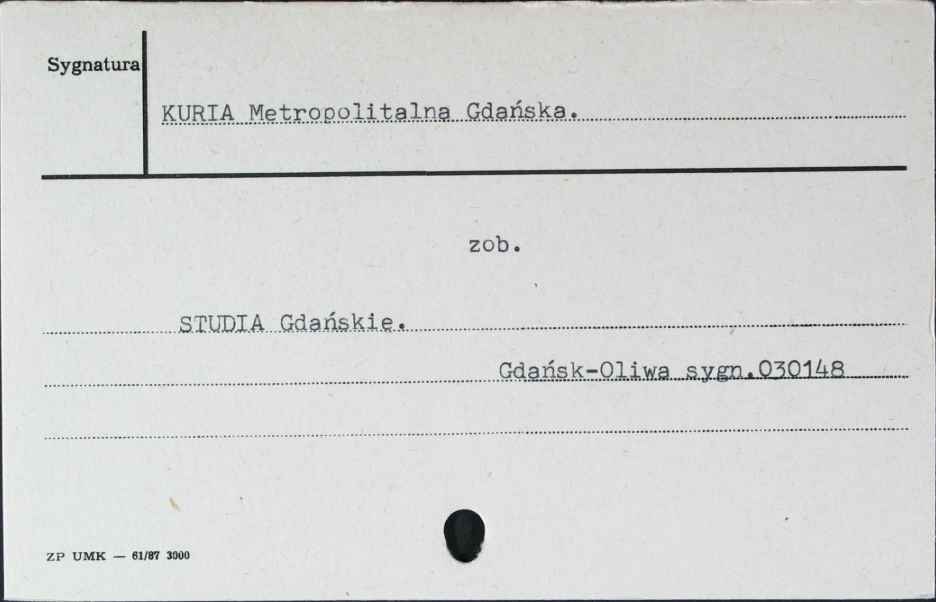 Sygnatura
KURIA Metropolitalna Gdańska.
zob.
STUDIA Gdańskie.
Gdańsk-Oliwa sygn.030148
ZP UMK — 61/87 3000